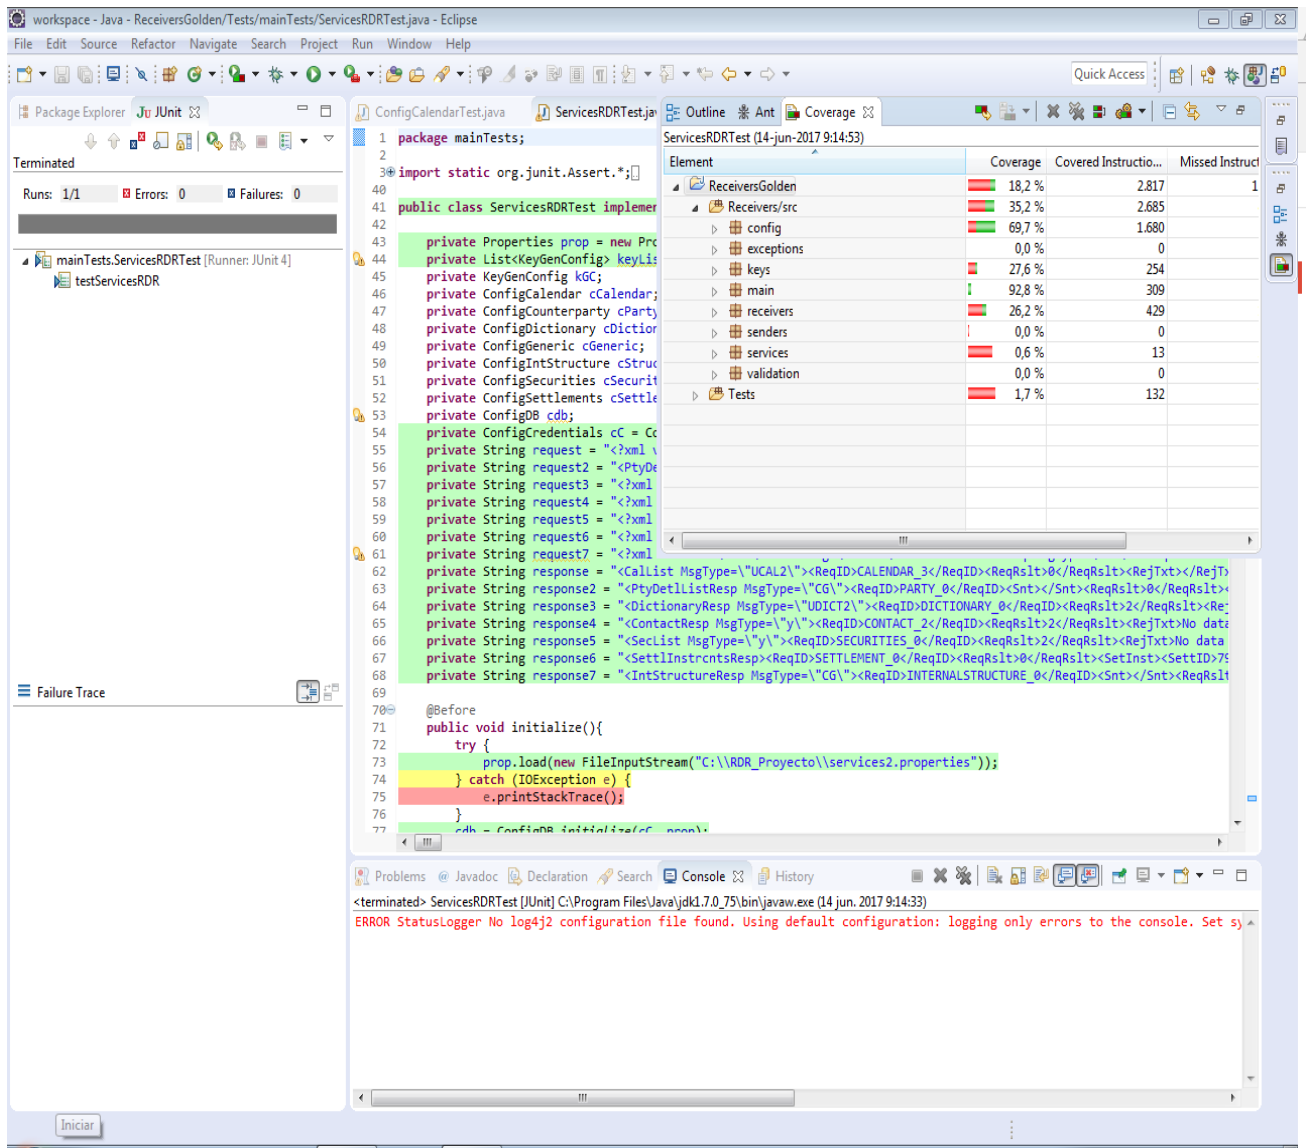 workspace - Java - ReceiversGolden/Tests/mainTests/ServicesRDRTest.java - Eclipse
File Edit Source Refactor Navigate Search Project Run Window Help
Quick Access
Package Explorer JUnit
Terminated
Runs: 1/1 Errors: 0 Failures: 0
mainTests.ServicesRDRTest [Runner: JUnit 4]
testServicesRDR
Failure Trace
ConfigCalendarTest.java ServicesRDRTest.jav
1 package mainTests;
2
3 import static org.junit.Assert.*;
40
41 public class ServicesRDRTest implemen
42
43 private Properties prop = new Pro
44 private List<KeyGenConfig> keyLis
45 private KeyGenConfig kGC;
46 private ConfigCalendar cCalendar;
47 private ConfigCounterparty cParty
48 private ConfigDictionary cDiction
49 private ConfigGeneric cGeneric;
50 private ConfigIntStructure cStruc
51 private ConfigSecurities cSecurit
52 private ConfigSettlements cSettle
53 private ConfigDB cdb;
54 private ConfigCredentials cC = Co
55 private String request = "<?xml v
56 private String request2 = "<PtyDe
57 private String request3 = "<?xml
58 private String request4 = "<?xml
59 private String request5 = "<?xml
60 private String request6 = "<?xml
61 private String request7 = "<?xml
62 private String response = "<CalList MsgType=\"UCAL2\"><ReqID>CALENDAR_3</ReqID><ReqRslt>0</ReqRslt><RejTxt></RejTx
63 private String response2 = "<PtyDetlListResp MsgType=\"CG\"><ReqID>PARTY_0</ReqID><Snt></Snt><ReqRslt>0</ReqRslt><
64 private String response3 = "<DictionaryResp MsgType=\"UDICT2\"><ReqID>DICTIONARY_0</ReqID><ReqRslt>2</ReqRslt><Rej
65 private String response4 = "<ContactResp MsgType=\"y\"><ReqID>CONTACT_2</ReqID><ReqRslt>2</ReqRslt><RejTxt>No data
66 private String response5 = "<SecList MsgType=\"y\"><ReqID>SECURITIES_0</ReqID><ReqRslt>2</ReqRslt><RejTxt>No data
67 private String response6 = "<SettlInstrcntsResp><ReqID>SETTLEMENT_0</ReqID><ReqRslt>0</ReqRslt><SetInst><SettID>79
68 private String response7 = "<IntStructureResp MsgType=\"CG\"><ReqID>INTERNALSTRUCTURE_0</ReqID><Snt></Snt><ReqRslt
69
70 @Before
71 public void initialize(){
72 try {
73 prop.load(new FileInputStream("C:\\RDR_Proyecto\\services2.properties"));
74 } catch (IOException e) {
75 e.printStackTrace();
76 }
77 cdb = ConfigDB.initialize(cC, prop);
Outline Ant Coverage
ServicesRDRTest (14-jun-2017 9:14:53)
Element Coverage Covered Instructio... Missed Instruct
ReceiversGolden 18,2 % 2.817 1
Receivers/src 35,2 % 2.685
config 69,7 % 1.680
exceptions 0,0 % 0
keys 27,6 % 254
main 92,8 % 309
receivers 26,2 % 429
senders 0,0 % 0
services 0,6 % 13
validation 0,0 % 0
Tests 1,7 % 132
Problems Javadoc Declaration Search Console History
<terminated> ServicesRDRTest [JUnit] C:\Program Files\Java\jdk1.7.0_75\bin\javaw.exe (14 jun. 2017 9:14:33)
ERROR StatusLogger No log4j2 configuration file found. Using default configuration: logging only errors to the console. Set sy
Iniciar